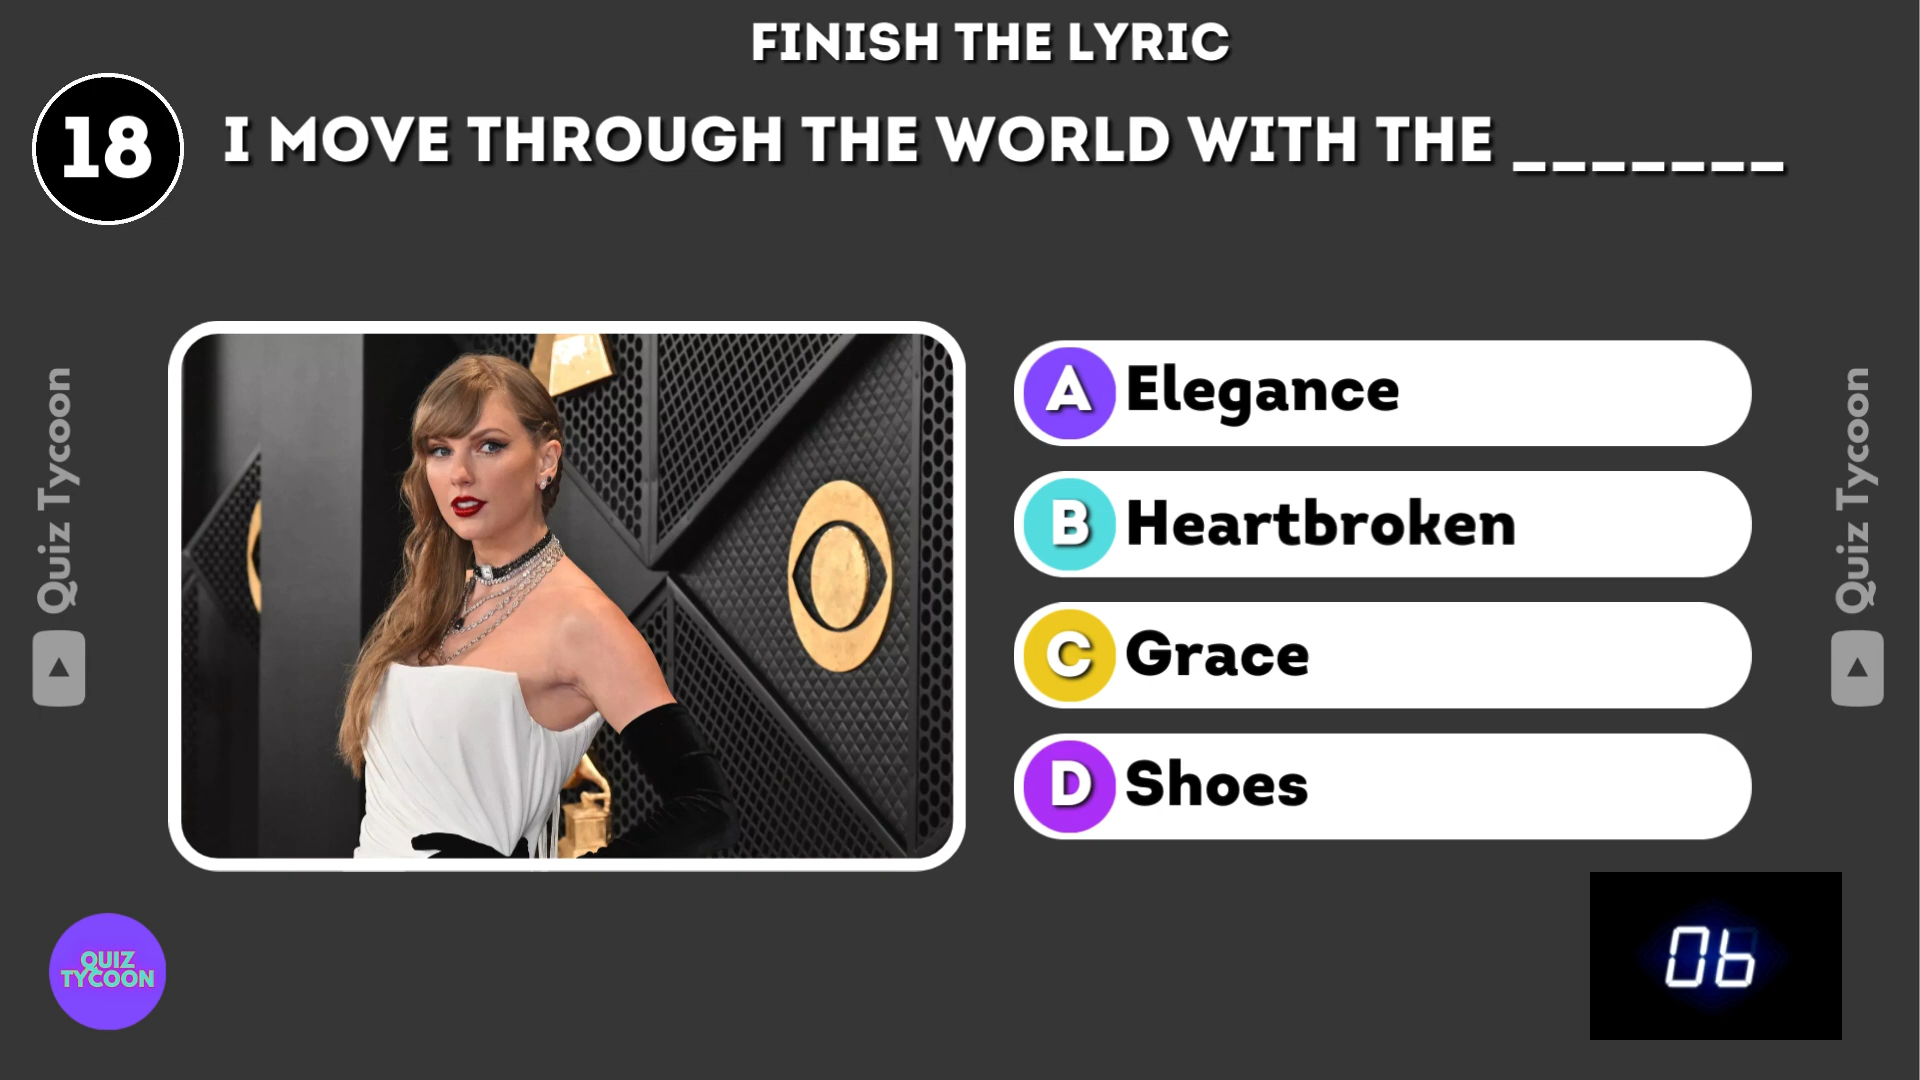 FINISH THE LYRIC
18
I MOVE THROUGH THE WORLD WITH THE _______
A Elegance
B Heartbroken
C Grace
D Shoes
Quiz Tycoon
Quiz Tycoon
QUIZ
TYCOON
06